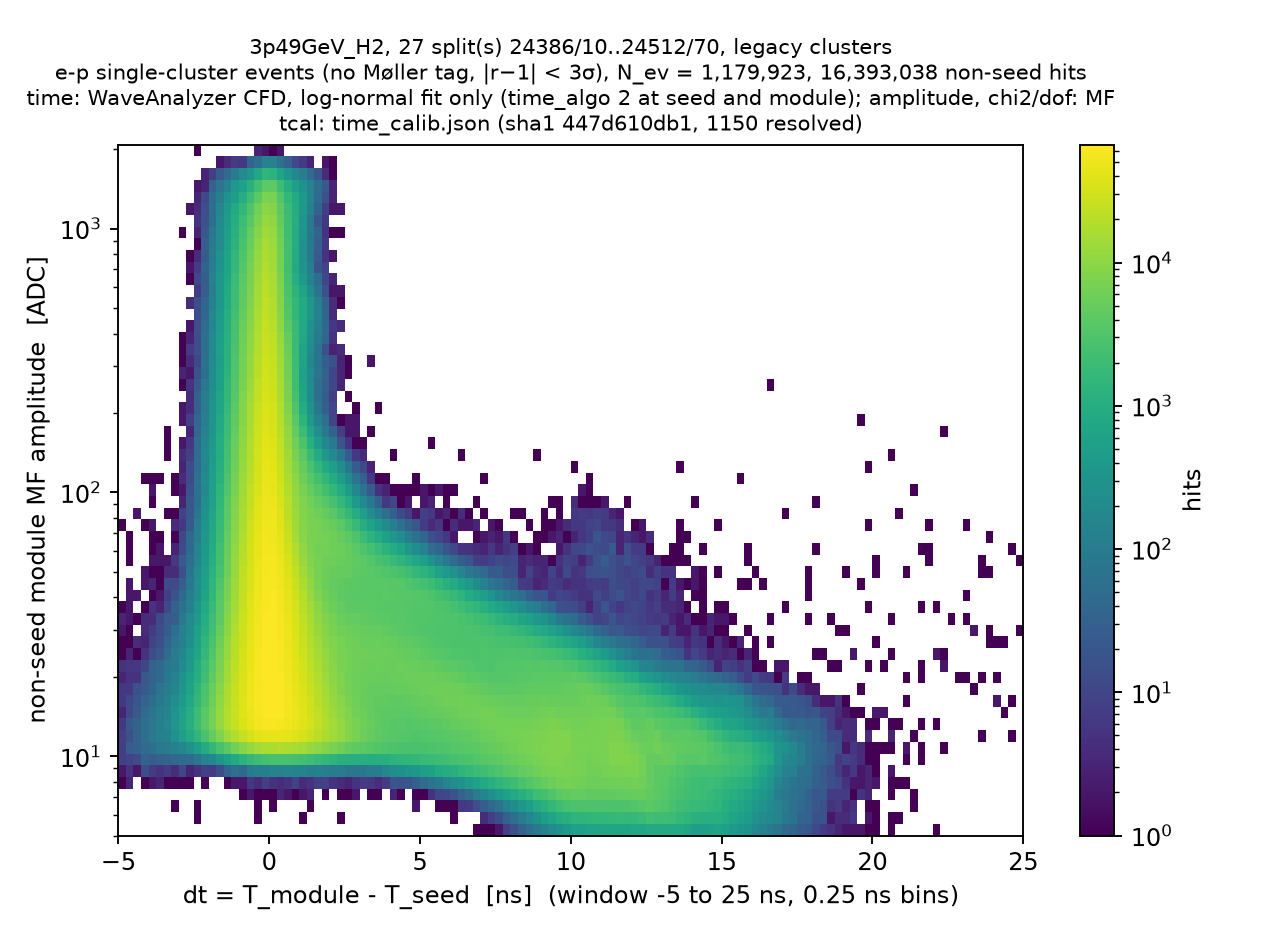 3p49GeV_H2, 27 split(s) 24386/10..24512/70, legacy clusters
e-p single-cluster events (no Møller tag, |r−1| < 3σ), N_ev = 1,179,923, 16,393,038 non-seed hits
time: WaveAnalyzer CFD, log-normal fit only (time_algo 2 at seed and module); amplitude, chi2/dof: MF
tcal: time_calib.json (sha1 447d610db1, 1150 resolved)
non-seed module MF amplitude [ADC]
10³
10²
10¹
−5 0 5 10 15 20 25
dt = T_module - T_seed [ns] (window -5 to 25 ns, 0.25 ns bins)
10⁴
10³
10²
10¹
10⁰
hits